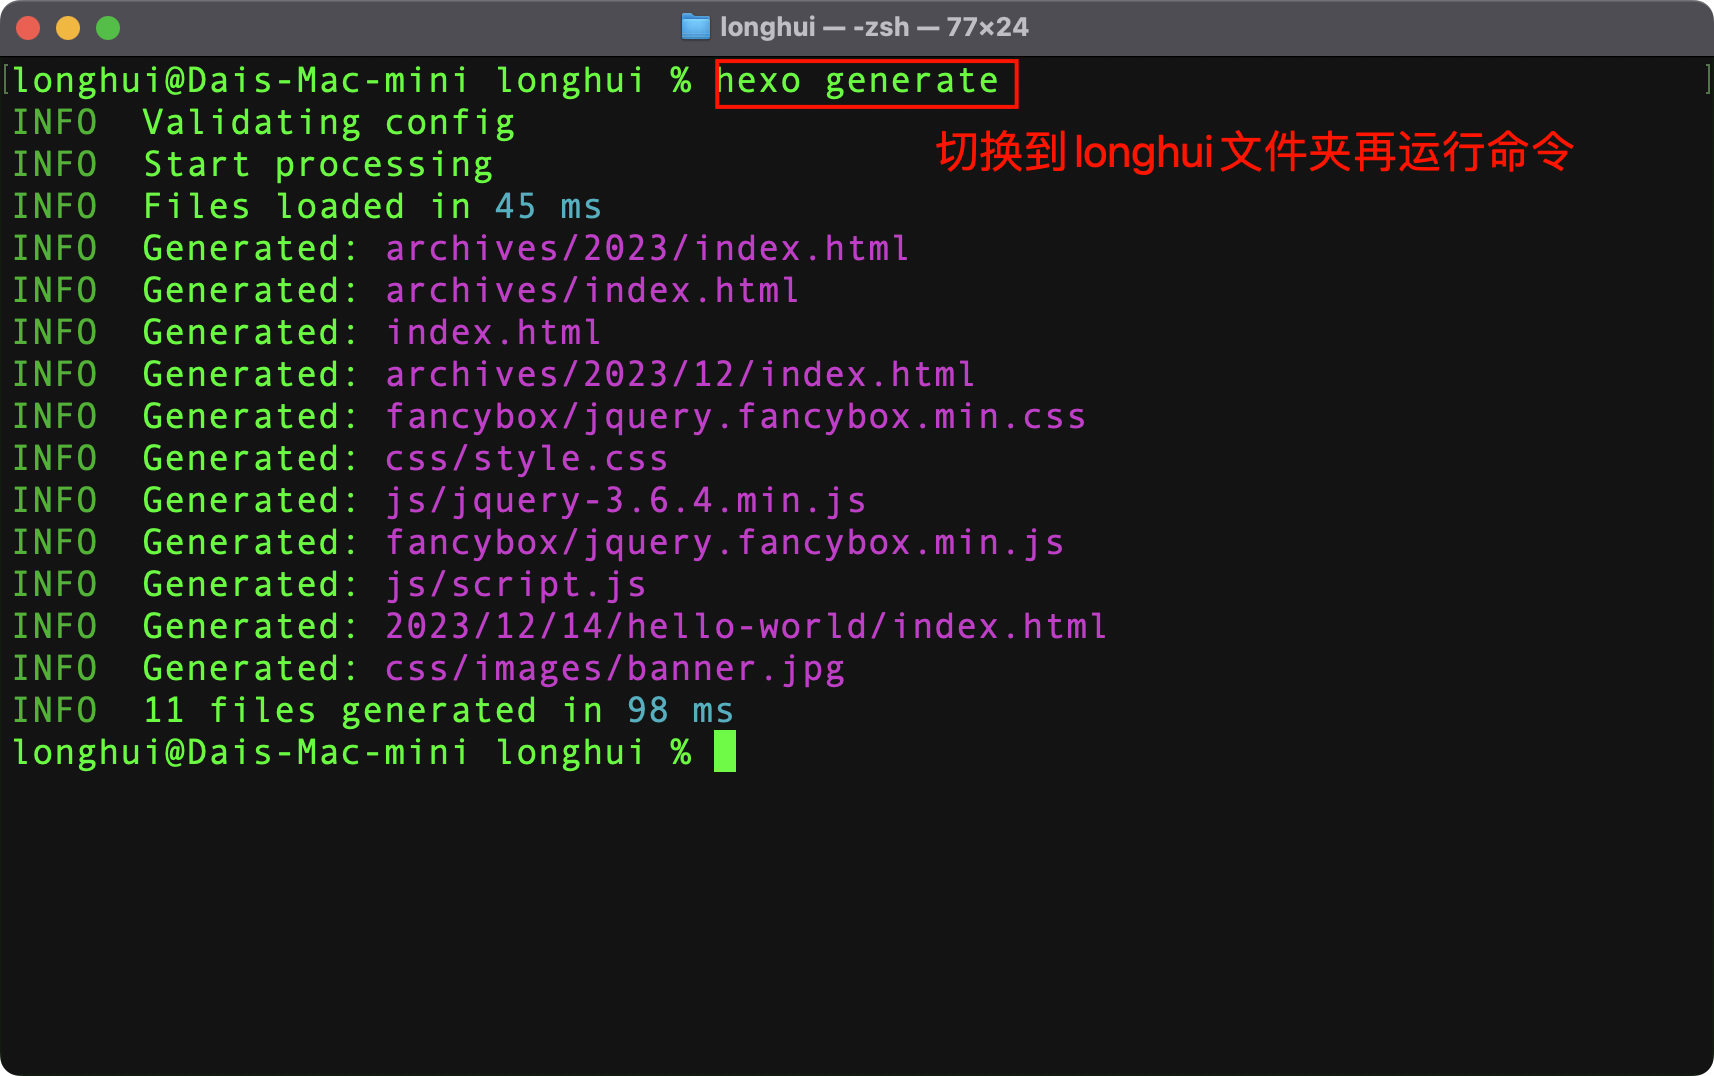 longhui — -zsh — 77×24
[longhui@Dais-Mac-mini longhui % hexo generate ]
INFO  Validating config
切换到longhui文件夹再运行命令
INFO  Start processing
INFO  Files loaded in 45 ms
INFO  Generated: archives/2023/index.html
INFO  Generated: archives/index.html
INFO  Generated: index.html
INFO  Generated: archives/2023/12/index.html
INFO  Generated: fancybox/jquery.fancybox.min.css
INFO  Generated: css/style.css
INFO  Generated: js/jquery-3.6.4.min.js
INFO  Generated: fancybox/jquery.fancybox.min.js
INFO  Generated: js/script.js
INFO  Generated: 2023/12/14/hello-world/index.html
INFO  Generated: css/images/banner.jpg
INFO  11 files generated in 98 ms
longhui@Dais-Mac-mini longhui %